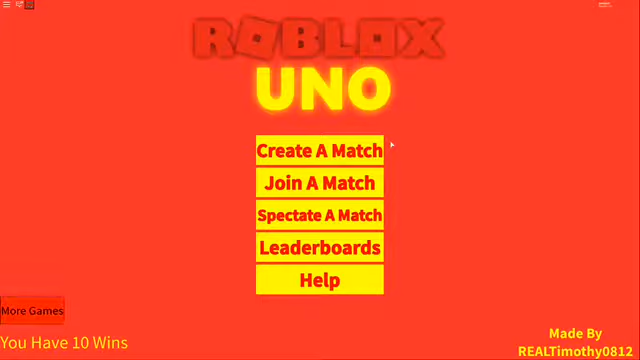 ROBLOX
UNO
Create A Match
Join A Match
Spectate A Match
Leaderboards
Help
More Games
You Have 10 Wins
Made By
REALTimothy0812